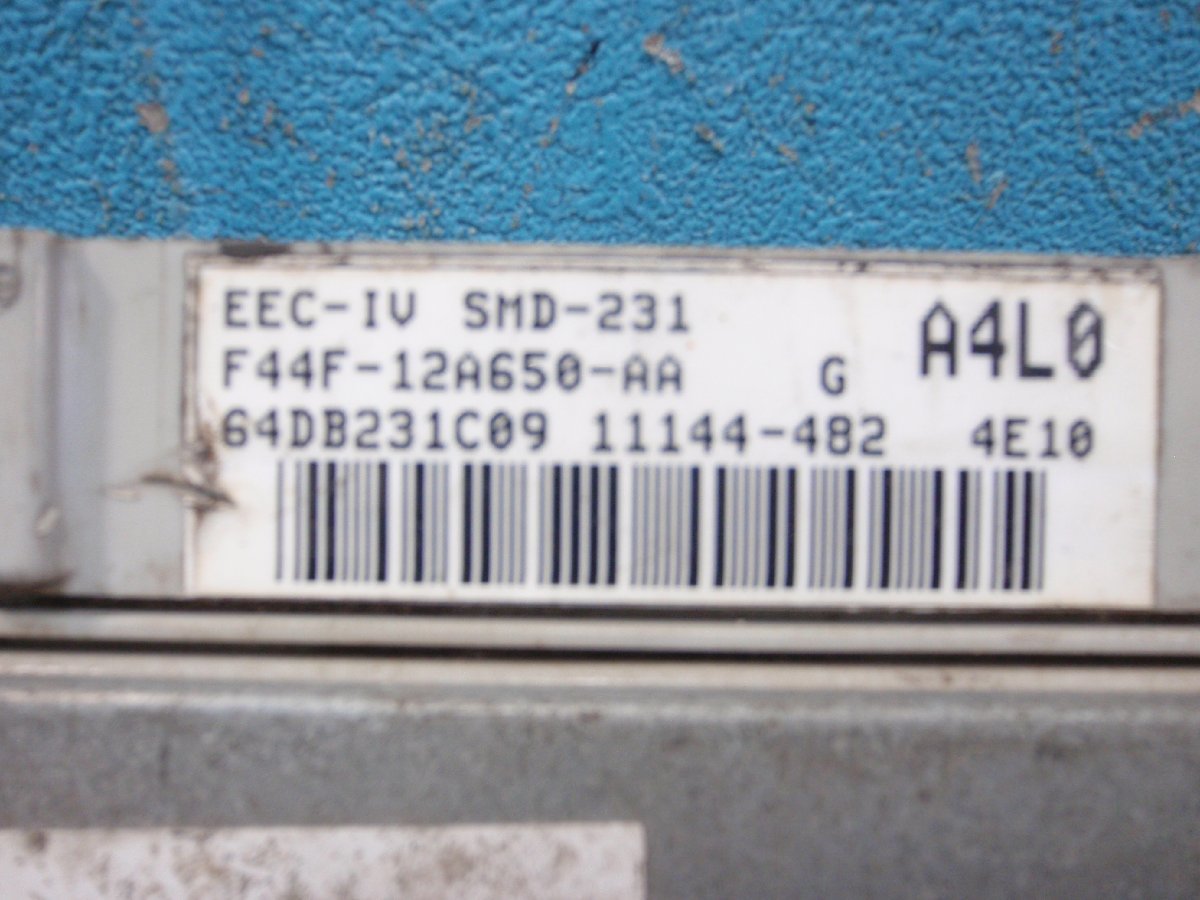 EEC-IV SMD-231
A4L0
F44F-12A650-AA G
64DB231C09 11144-482 4E10